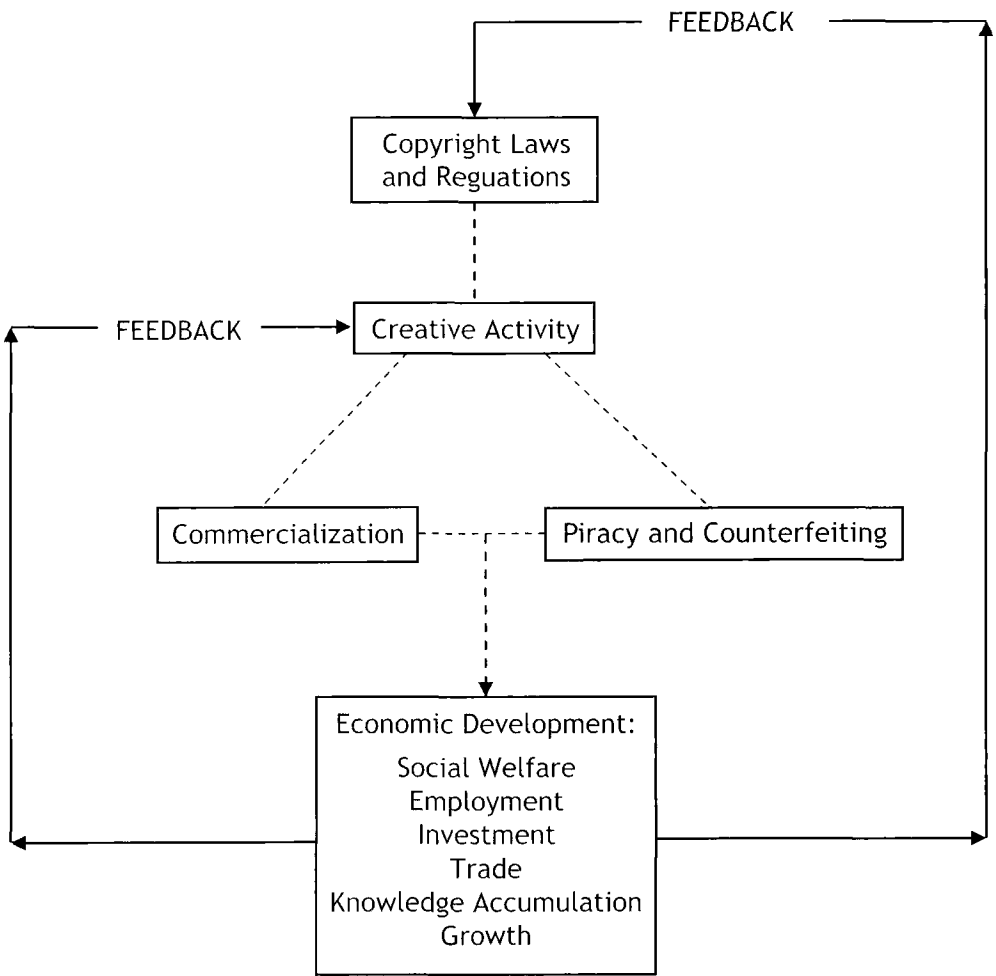 FEEDBACK
Copyright Laws
and Reguations
FEEDBACK
Creative Activity
Commercialization
Piracy and Counterfeiting
Economic Development:
Social Welfare
Employment
Investment
Trade
Knowledge Accumulation
Growth